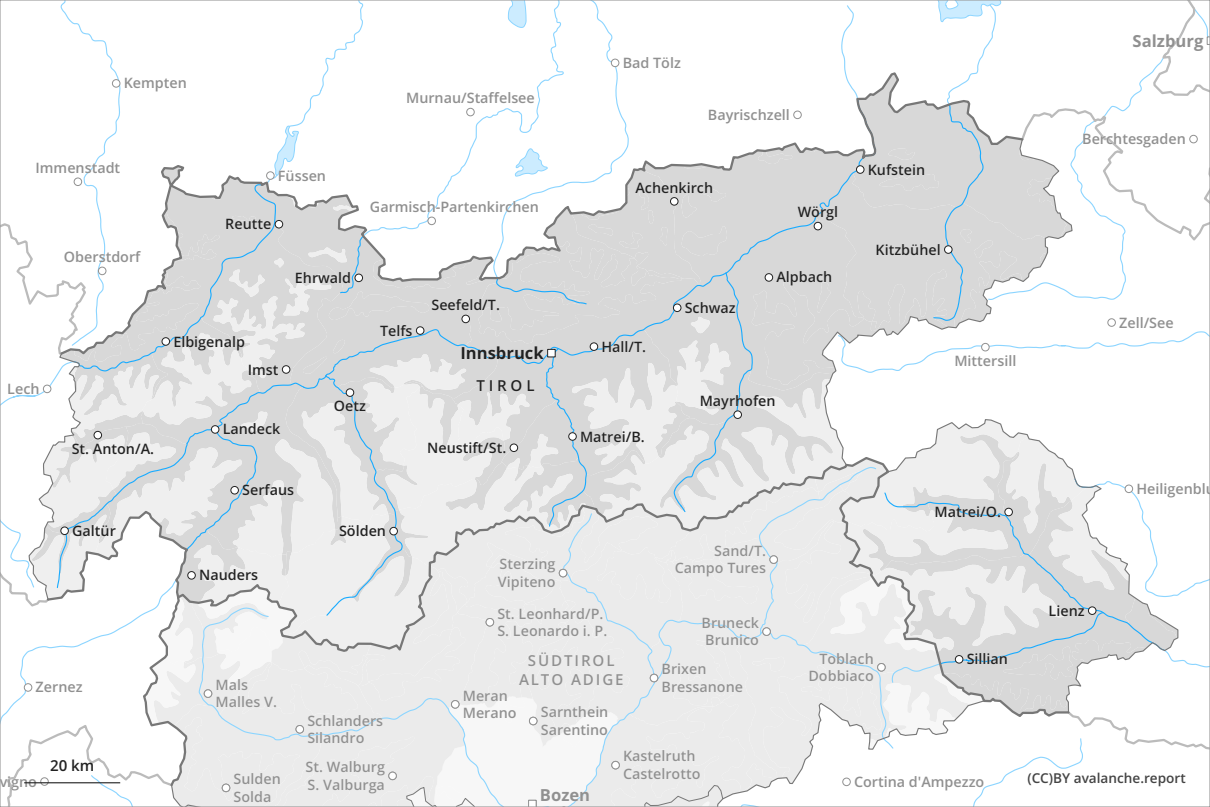 Salzburg
Bad Tölz
Kempten
Murnau/Staffelsee
Bayrischzell
Berchtesgaden
Immenstadt
Füssen
Kufstein
Achenkirch
Garmisch-Partenkirchen
Wörgl
Reutte
Kitzbühel
Oberstdorf
Ehrwald
Alpbach
Seefeld/T.
Schwaz
Telfs
Zell/See
Elbigenalp
Innsbruck
Hall/T.
Mittersill
Imst
TIROL
Lech
Oetz
Mayrhofen
Landeck
Matrei/B.
St. Anton/A.
Neustift/St.
Serfaus
Heiligenblu
Matrei/O.
Galtür
Sölden
Sand/T.
Campo Tures
Sterzing
Vipiteno
Nauders
Lienz
St. Leonhard/P.
S. Leonardo i. P.
Bruneck
Brunico
SÜDTIROL
ALTO ADIGE
Toblach
Dobbiaco
Sillian
Brixen
Bressanone
Zernez
Mals
Malles V.
Meran
Merano
Sarnthein
Sarentino
Schlanders
Silandro
Kastelruth
Castelrotto
20 km
St. Walburg
S. Valburga
Sulden
Solda
vigno
Cortina d'Ampezzo
(CC)BY avalanche.report
Bozen